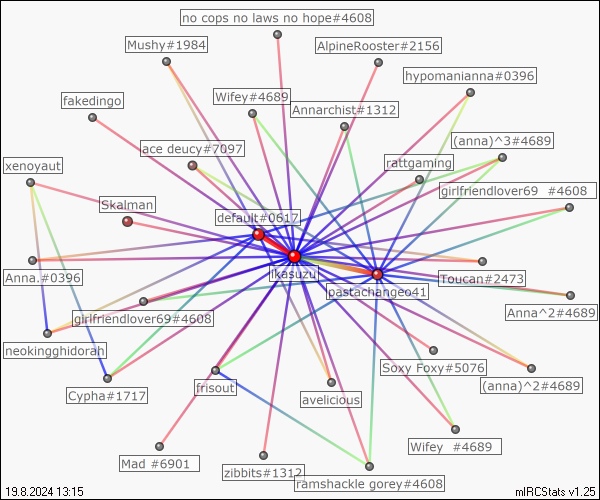 no cops no laws no hope#4608
Mushy#1984
AlpineRooster#2156
hypomanianna#0396
fakedingo
Wifey#4689
Annarchist#1312
ace deucy#7097
(anna)^3#4689
xenoyaut
rattgaming
girlfriendlover69 #4608
Skalman
default#0617
Anna.#0396
ikasuzu
Toucan#2473
pastachangeo41
Anna^2#4689
girlfriendlover69#4608
neokingghidorah
Soxy Foxy#5076
(anna)^2#4689
Cypha#1717
frisout
avelicious
Wifey #4689
Mad #6901
zibbits#1312
ramshackle gorey#4608
19.8.2024 13:15
mIRCStats v1.25